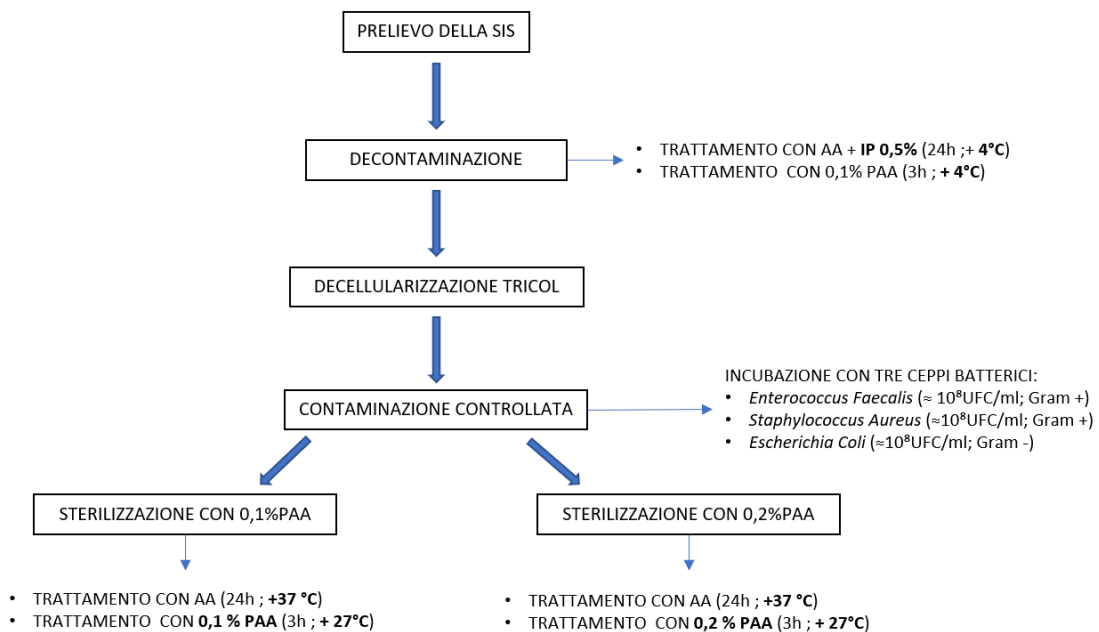 PRELIEVO DELLA SIS
DECONTAMINAZIONE
• TRATTAMENTO CON AA + IP 0,5% (24h ;+ 4°C)
• TRATTAMENTO CON 0,1% PAA (3h ; + 4°C)
DECELLULARIZZAZIONE TRICOL
CONTAMINAZIONE CONTROLLATA
INCUBAZIONE CON TRE CEPPI BATTERICI:
• Enterococcus Faecalis (≈ 10⁸UFC/ml; Gram +)
• Staphylococcus Aureus (≈10⁸UFC/ml; Gram +)
• Escherichia Coli (≈10⁸UFC/ml; Gram -)
STERILIZZAZIONE CON 0,1%PAA
• TRATTAMENTO CON AA (24h ; +37 °C)
• TRATTAMENTO CON 0,1 % PAA (3h ; + 27°C)
STERILIZZAZIONE CON 0,2%PAA
• TRATTAMENTO CON AA (24h ; +37 °C)
• TRATTAMENTO CON 0,2 % PAA (3h ; + 27°C)